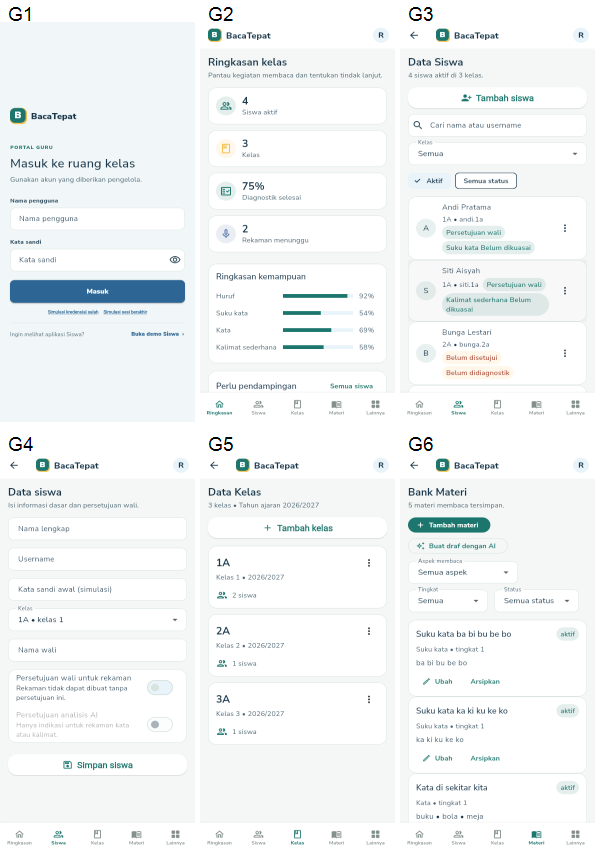 G1
BacaTepat
PORTAL GURU
Masuk ke ruang kelas
Gunakan akun yang diberikan pengelola.
Nama pengguna
Nama pengguna
Kata sandi
Kata sandi
Masuk
Simulasi kredensial salah Simulasi sesi berakhir
Ingin melihat aplikasi Siswa? Buka demo Siswa
G2
B BacaTepat R
Ringkasan kelas
Pantau kegiatan membaca dan tentukan tindak lanjut.
4
Siswa aktif
3
Kelas
75%
Diagnostik selesai
2
Rekaman menunggu
Ringkasan kemampuan
Huruf 92%
Suku kata 54%
Kata 69%
Kalimat sederhana 58%
Perlu pendampingan Semua siswa
Ringkasan Siswa Kelas Materi Lainnya
G3
B BacaTepat R
Data Siswa
4 siswa aktif di 3 kelas.
Tambah siswa
Cari nama atau username
Kelas
Semua
Aktif Semua status
Andi Pratama
A 1A • andi.1a
Persetujuan wali
Suku kata Belum dikuasai
Siti Aisyah
S 1A • siti.1a Persetujuan wali
Kalimat sederhana Belum
dikuasai
Bunga Lestari
B 2A • bunga.2a
Belum disetujui
Belum didiagnostik
Ringkasan Siswa Kelas Materi Lainnya
G4
B BacaTepat R
Data siswa
Isi informasi dasar dan persetujuan wali.
Nama lengkap
Username
Kata sandi awal (simulasi)
Kelas
1A • kelas 1
Nama wali
Persetujuan wali untuk rekaman
Rekaman tidak dapat dibuat tanpa
persetujuan ini.
Persetujuan analisis AI
Hanya indikasi untuk rekaman kata
atau kalimat.
Simpan siswa
Ringkasan Siswa Kelas Materi Lainnya
G5
B BacaTepat R
Data Kelas
3 kelas • Tahun ajaran 2026/2027
+ Tambah kelas
1A
Kelas 1 • 2026/2027
2 siswa
2A
Kelas 2 • 2026/2027
1 siswa
3A
Kelas 3 • 2026/2027
1 siswa
Ringkasan Siswa Kelas Materi Lainnya
G6
B BacaTepat R
Bank Materi
5 materi membaca tersimpan.
+ Tambah materi
Buat draf dengan AI
Aspek membaca
Semua aspek
Tingkat Status
Semua Semua status
Suku kata ba bi bu be bo aktif
Suku kata • tingkat 1
ba bi bu be bo
Ubah Arsipkan
Suku kata ka ki ku ke ko aktif
Suku kata • tingkat 1
ka ki ku ke ko
Ubah Arsipkan
Kata di sekitar kita aktif
Kata • tingkat 1
buku • bola • meja
Ringkasan Siswa Kelas Materi Lainnya